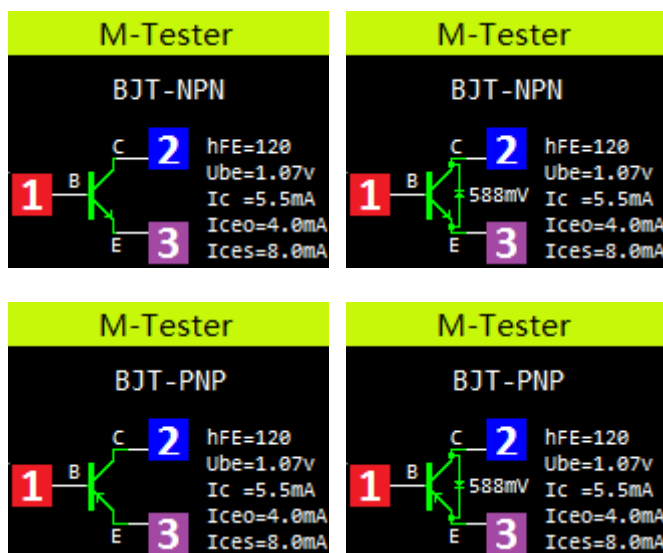 M-Tester
BJT-NPN
C 2 hFE=120
Ube=1.07v
1 B Ic =5.5mA
Iceo=4.0mA
E 3 Ices=8.0mA
M-Tester
BJT-NPN
C 2 hFE=120
Ube=1.07v
1 B 588mV Ic =5.5mA
Iceo=4.0mA
E 3 Ices=8.0mA
M-Tester
BJT-PNP
C 2 hFE=120
Ube=1.07v
1 B Ic =5.5mA
Iceo=4.0mA
E 3 Ices=8.0mA
M-Tester
BJT-PNP
C 2 hFE=120
Ube=1.07v
1 B 588mV Ic =5.5mA
Iceo=4.0mA
E 3 Ices=8.0mA